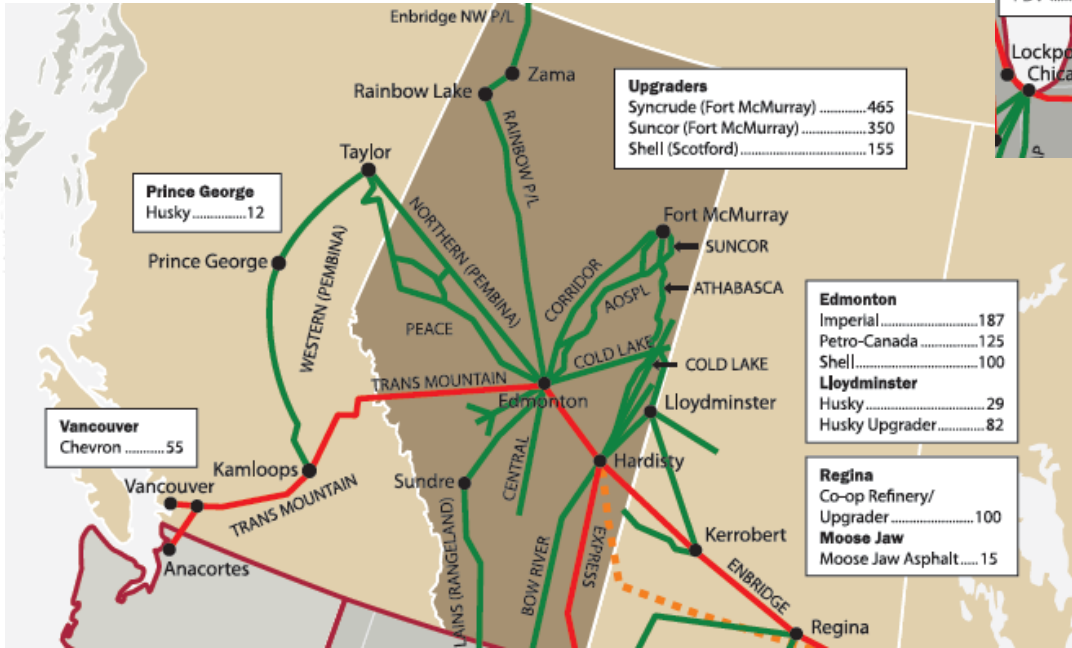 Enbridge NW P/L
Zama
Rainbow Lake
RAINBOW P/L
Lockpo
Chica
Upgraders
Syncrude (Fort McMurray) ............465
Suncor (Fort McMurray) ...............350
Shell (Scotford) ...........................155
Taylor
Prince George
Husky .............12
Prince George
WESTERN (PEMBINA)
NORTHERN (PEMBINA)
PEACE
Fort McMurray
SUNCOR
CORRIDOR
AOSPL
ATHABASCA
COLD LAKE
COLD LAKE
TRANS MOUNTAIN
Edmonton
Lloydminster
Edmonton
Imperial ........................187
Petro-Canada ...............125
Shell ..............................100
Lloydminster
Husky ............................29
Husky Upgrader ............82
Vancouver
Chevron ..........55
Kamloops
Vancouver
TRANS MOUNTAIN
Anacortes
Sundre
CENTRAL
Hardisty
LAINS (RANGELAND)
BOW RIVER
EXPRESS
Kerrobert
ENBRIDGE
Regina
Regina
Co-op Refinery/
Upgrader .....................100
Moose Jaw
Moose Jaw Asphalt .....15